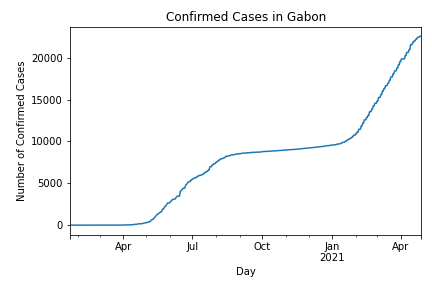 Confirmed Cases in Gabon
Number of Confirmed Cases
20000
15000
10000
5000
0
Apr Jul Oct Jan Apr
2021
Day